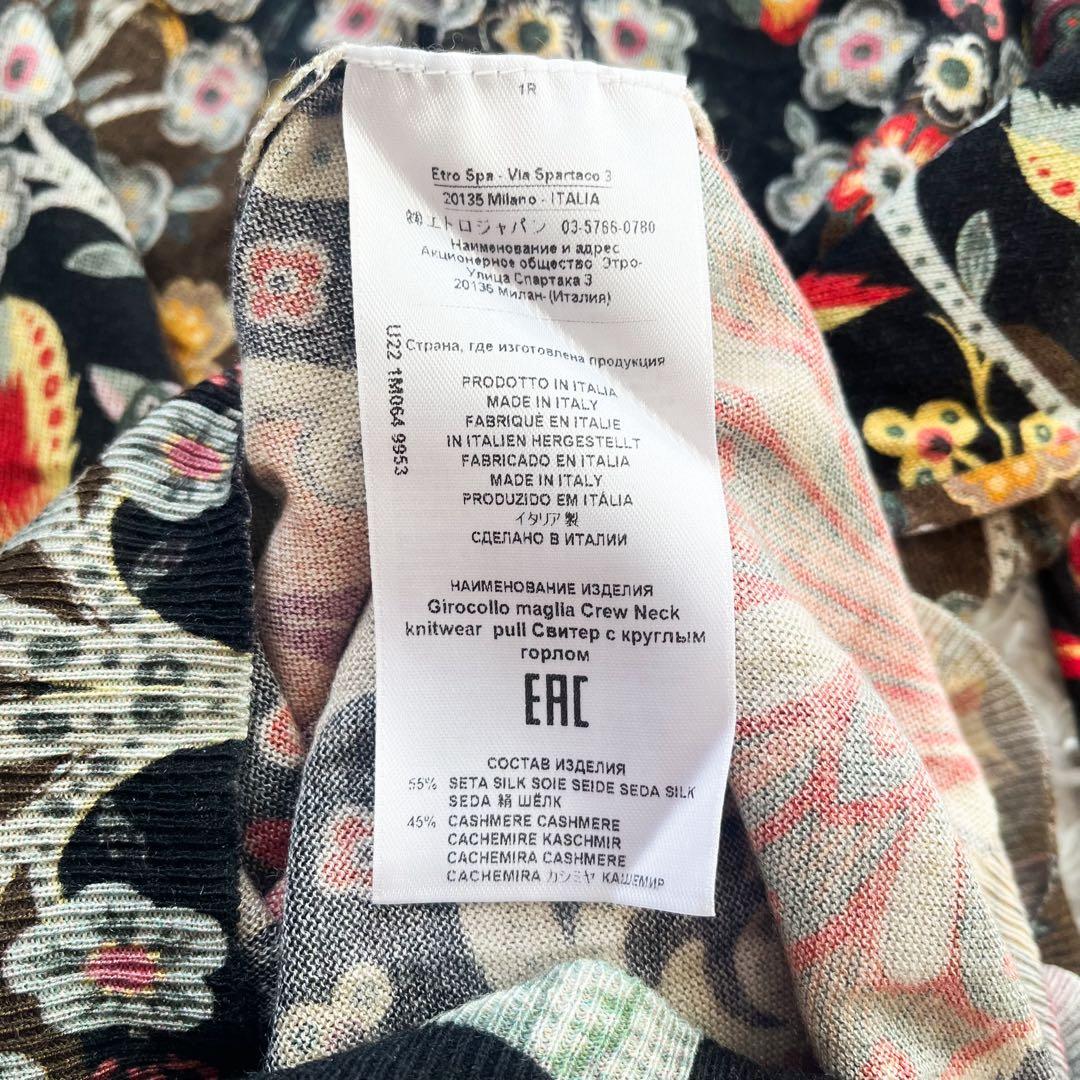 1R
Etro Spa - Via Spartaco 3
20135 Milano - ITALIA
㈱エトロジャパン 03-5766-0780
Наименование и адрес
Акционерное общество Этро-
Улица Спартака 3
20135 Милан- (Италия)
Страна, где изготовлена продукция
U22 1M064 9953
PRODOTTO IN ITALIA
MADE IN ITALY
FABRIQUÉ EN ITALIE
IN ITALIEN HERGESTELLT
FABRICADO EN ITALIA
MADE IN ITALY
PRODUZIDO EM ITÁLIA
イタリア製
СДЕЛАНО В ИТАЛИИ
НАИМЕНОВАНИЕ ИЗДЕЛИЯ
Girocollo maglia Crew Neck
knitwear pull Свитер с круглым
горлом
EAC
СОСТАВ ИЗДЕЛИЯ
55% SETA SILK SOIE SEIDE SEDA SILK
SEDA 絹 ШЁЛК
45% CASHMERE CASHMERE
CACHEMIRE KASCHMIR
CACHEMIRA CASHMERE
CACHEMIRA カシミヤ КАШЕМИР